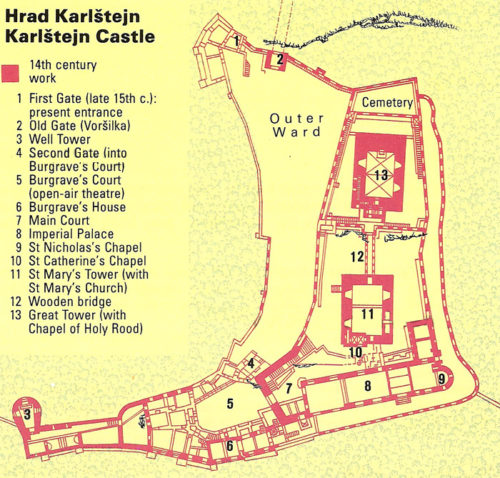 Hrad Karlštejn
Karlštejn Castle
14th century
work
1 First Gate (late 15th c.):
present entrance
2 Old Gate (Voršilka)
3 Well Tower
4 Second Gate (into
Burgrave's Court)
5 Burgrave's Court
(open-air theatre)
6 Burgrave's House
7 Main Court
8 Imperial Palace
9 St Nicholas's Chapel
10 St Catherine's Chapel
11 St Mary's Tower (with
St Mary's Church)
12 Wooden bridge
13 Great Tower (with
Chapel of Holy Rood)
1
2
Cemetery
Outer
Ward
13
12
11
10
4
7
8
9
5
3
6